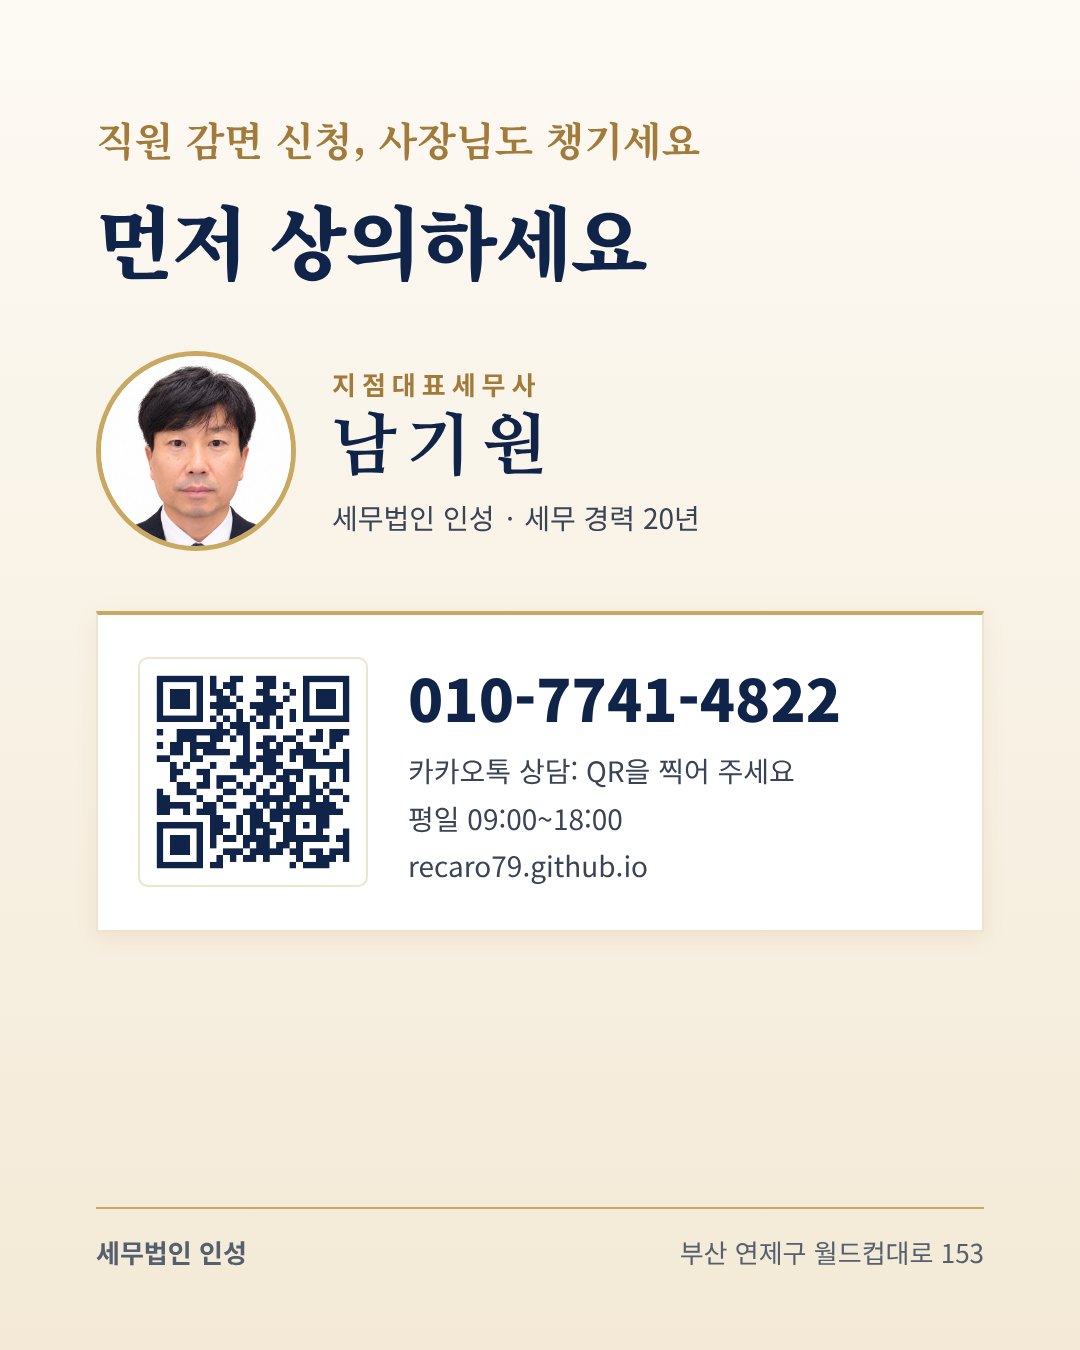 직원 감면 신청, 사장님도 챙기세요
먼저 상의하세요
지점대표세무사
남기원
세무법인 인성 · 세무 경력 20년
010-7741-4822
카카오톡 상담: QR을 찍어 주세요
평일 09:00~18:00
recaro79.github.io
세무법인 인성
부산 연제구 월드컵대로 153